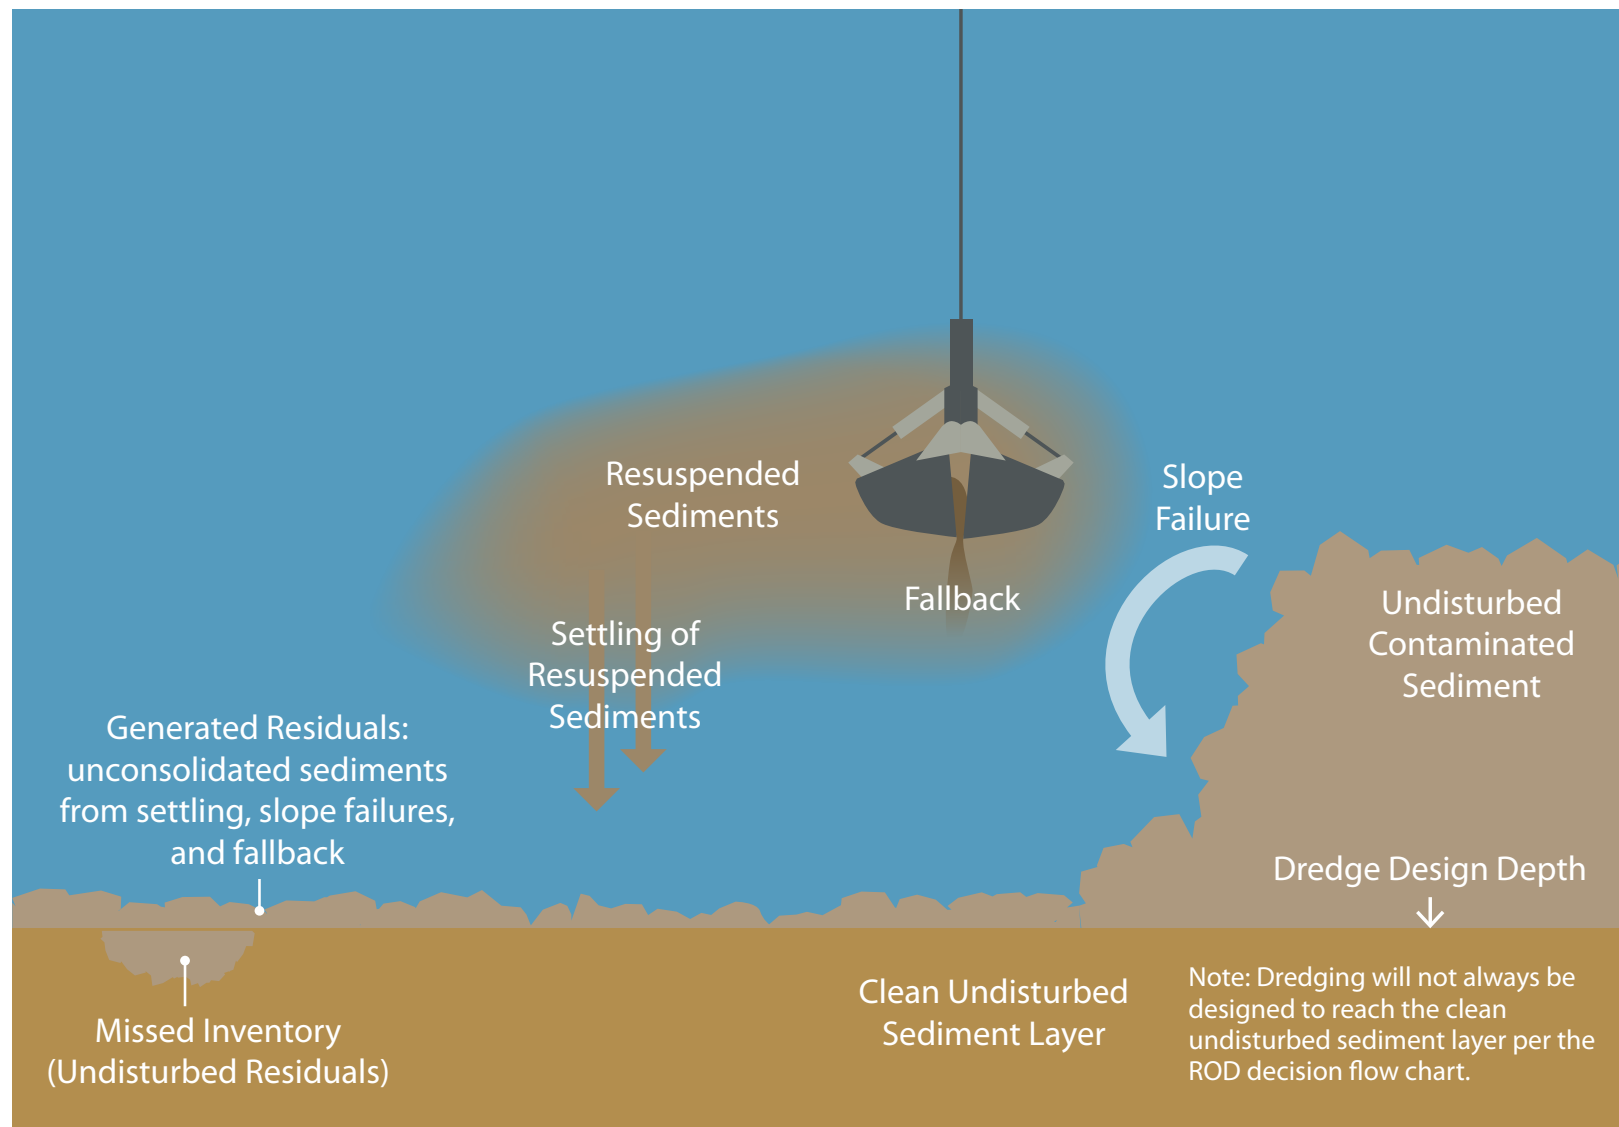 Resuspended
Sediments
Slope
Failure
Fallback
Undisturbed
Contaminated
Sediment
Settling of
Resuspended
Sediments
Generated Residuals:
unconsolidated sediments
from settling, slope failures,
and fallback
Dredge Design Depth
Missed Inventory
(Undisturbed Residuals)
Clean Undisturbed
Sediment Layer
Note: Dredging will not always be
designed to reach the clean
undisturbed sediment layer per the
ROD decision flow chart.